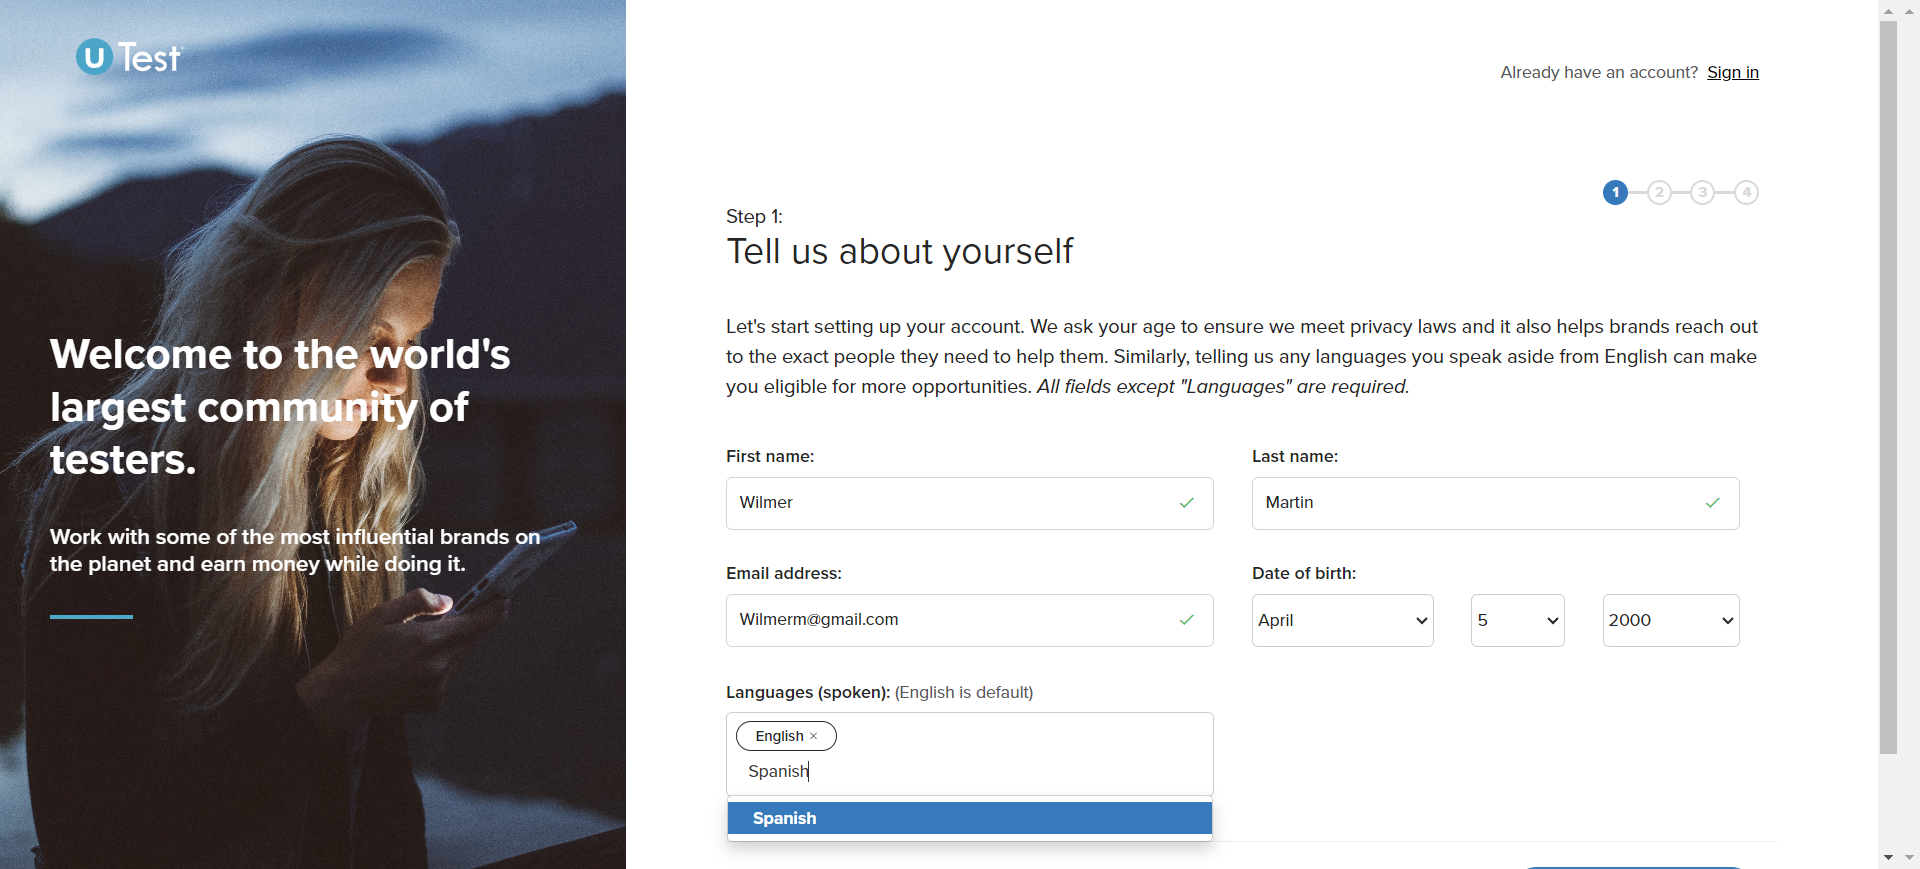 U Test
Welcome to the world's
largest community of
testers.
Work with some of the most influential brands on
the planet and earn money while doing it.
Already have an account? Sign in
1 2 3 4
Step 1:
Tell us about yourself
Let's start setting up your account. We ask your age to ensure we meet privacy laws and it also helps brands reach out
to the exact people they need to help them. Similarly, telling us any languages you speak aside from English can make
you eligible for more opportunities. All fields except "Languages" are required.
First name:
Wilmer
Last name:
Martin
Email address:
Wilmerm@gmail.com
Date of birth:
April 5 2000
Languages (spoken): (English is default)
English ×
Spanish
Spanish